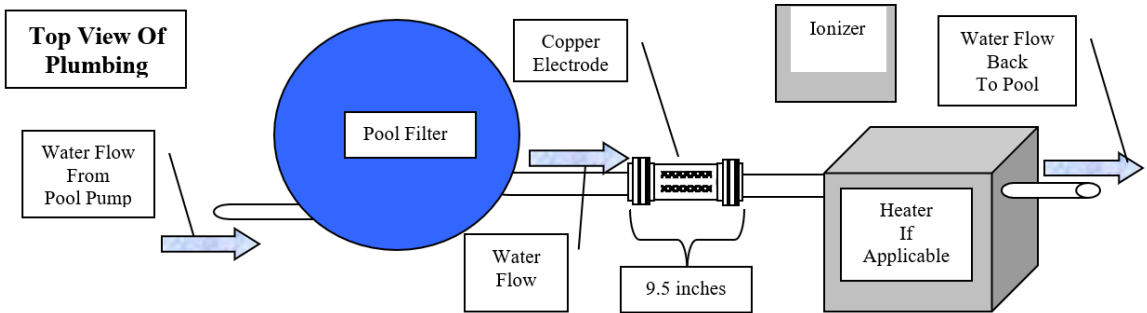 Top View Of
Plumbing
Water Flow
From
Pool Pump
Pool Filter
Copper
Electrode
Water
Flow
9.5 inches
Ionizer
Heater
If
Applicable
Water Flow
Back
To Pool